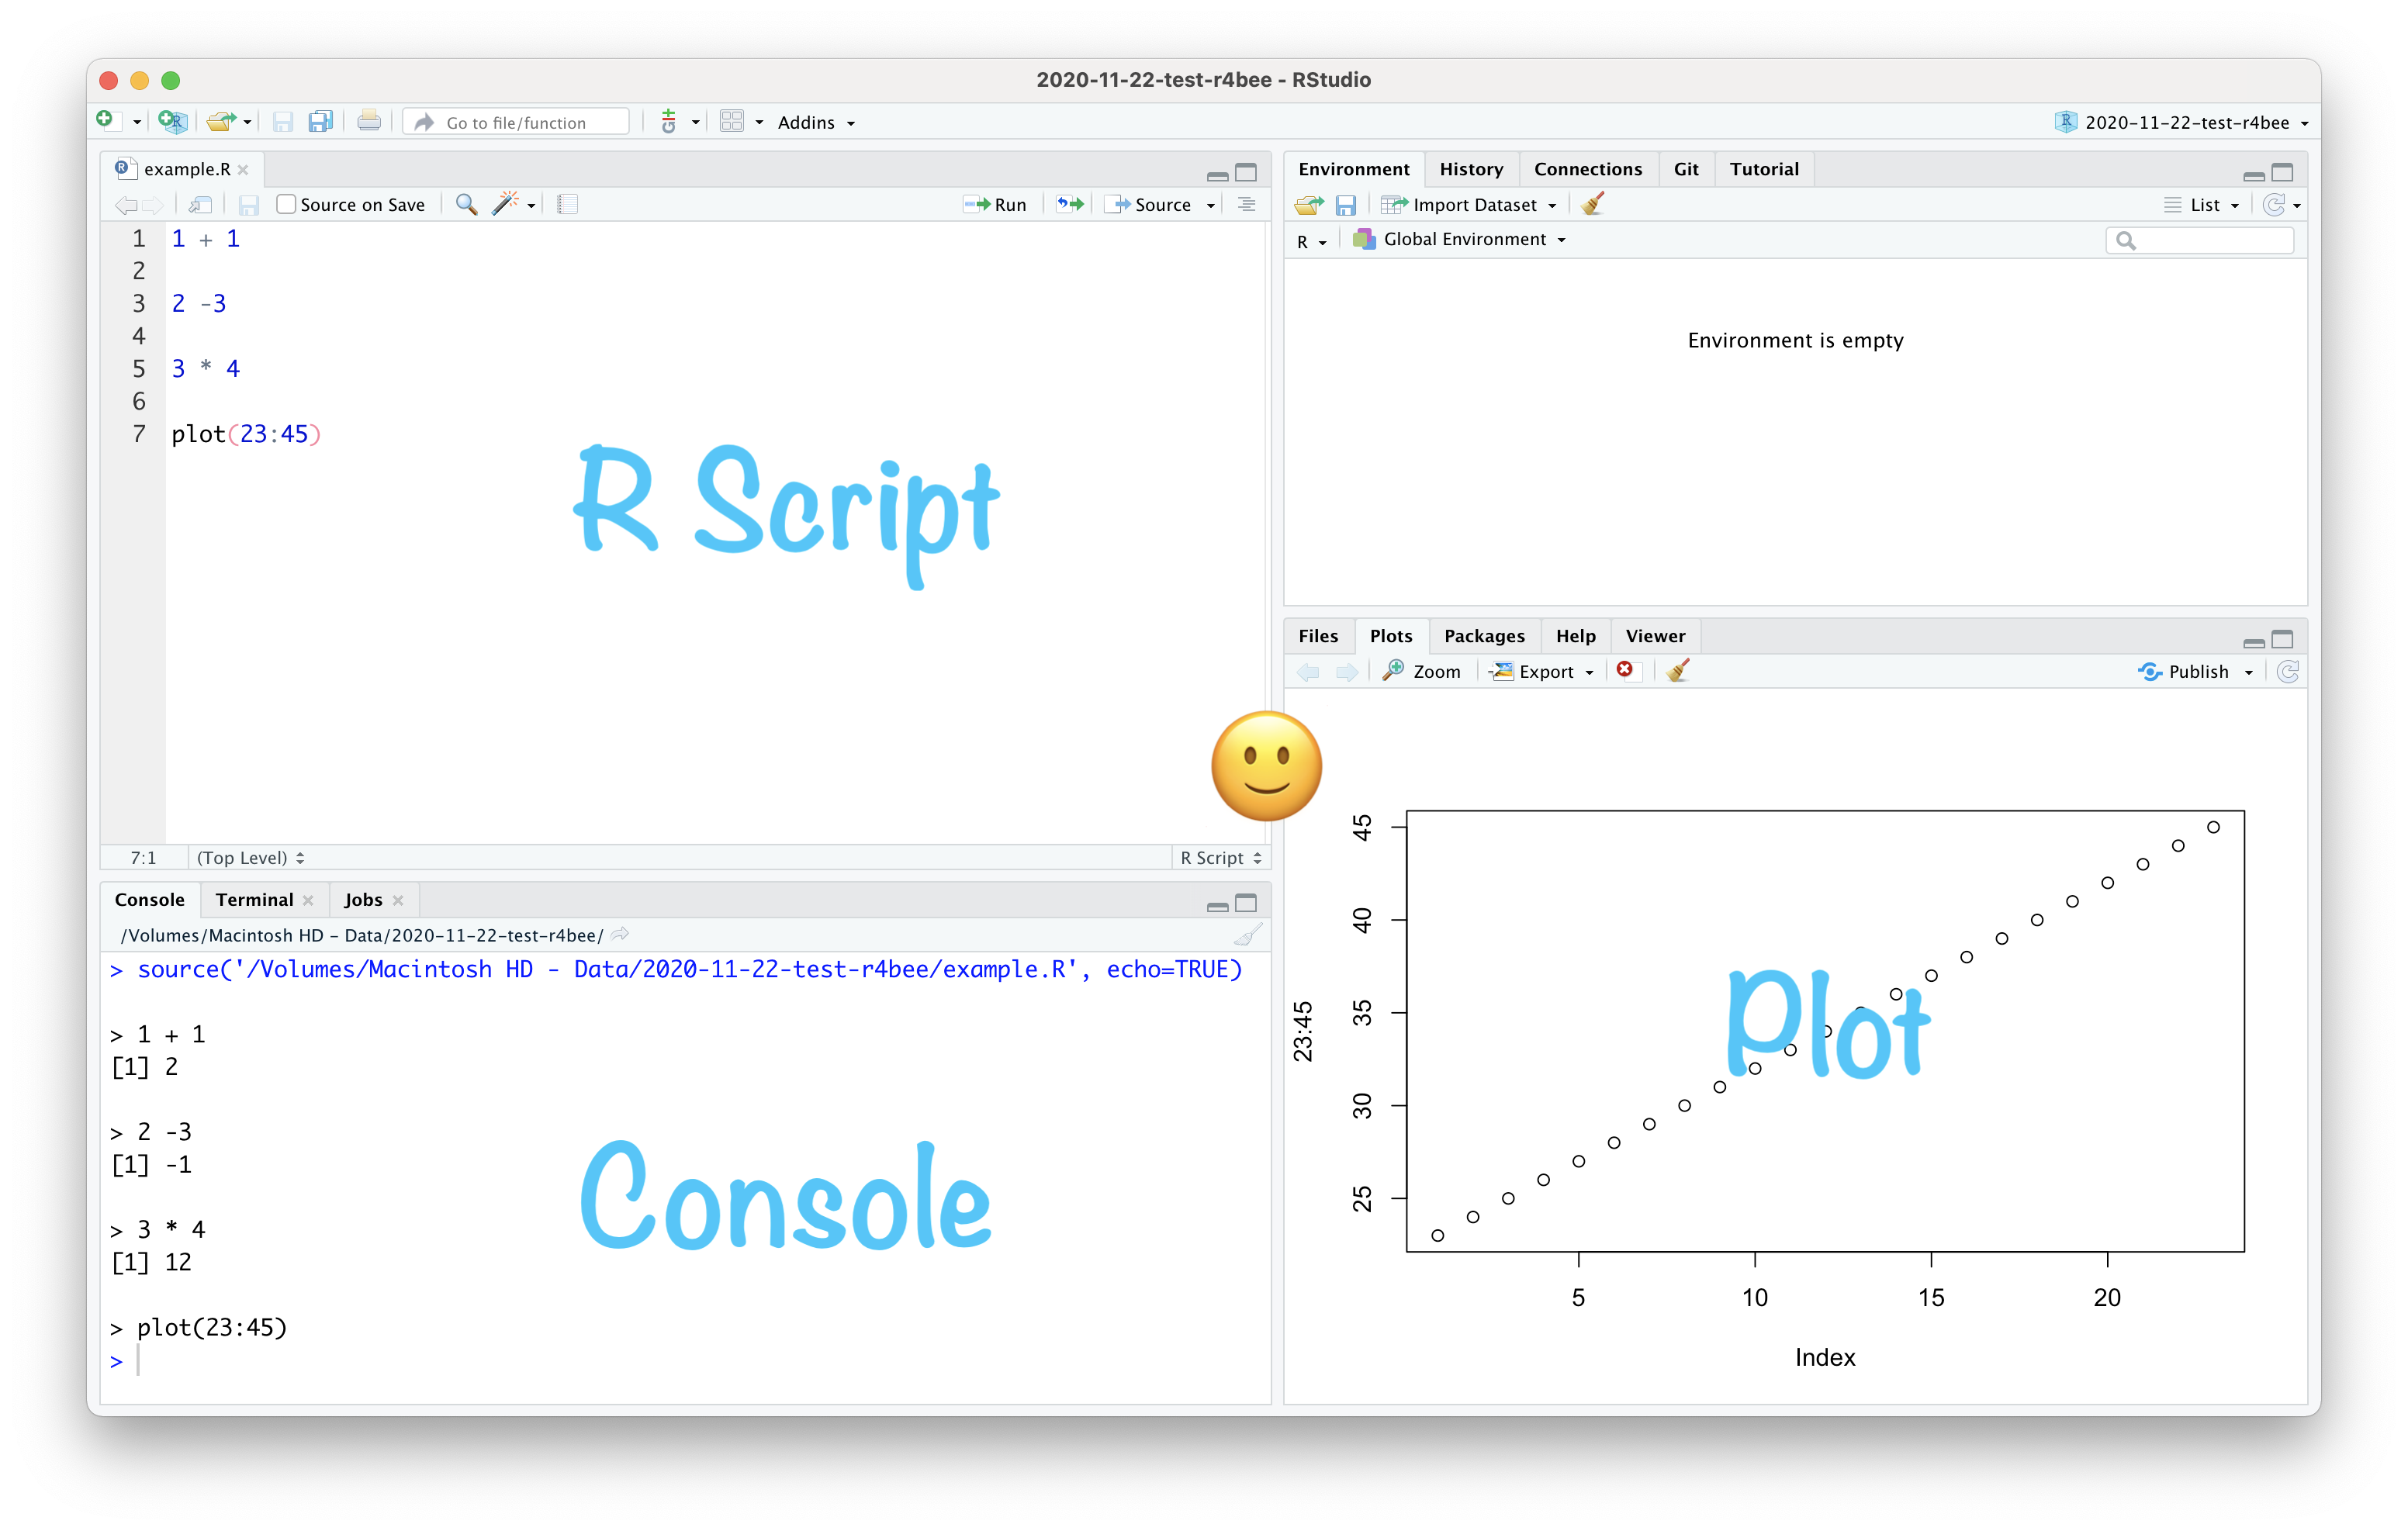 2020-11-22-test-r4bee - RStudio
Go to file/function
Addins
2020-11-22-test-r4bee
example.R
Source on Save
Run
Source
1 1 + 1
2
3 2 -3
4
5 3 * 4
6
7 plot(23:45)
R Script
7:1 (Top Level) R Script
Console Terminal Jobs
/Volumes/Macintosh HD - Data/2020-11-22-test-r4bee/
> source('/Volumes/Macintosh HD - Data/2020-11-22-test-r4bee/example.R', echo=TRUE)
> 1 + 1
[1] 2
> 2 -3
[1] -1
> 3 * 4
[1] 12
> plot(23:45)
>
Console
Environment History Connections Git Tutorial
Import Dataset List
R Global Environment
Environment is empty
Files Plots Packages Help Viewer
Zoom Export Publish
45
40
35
30
25
23:45
Plot
5 10 15 20
Index